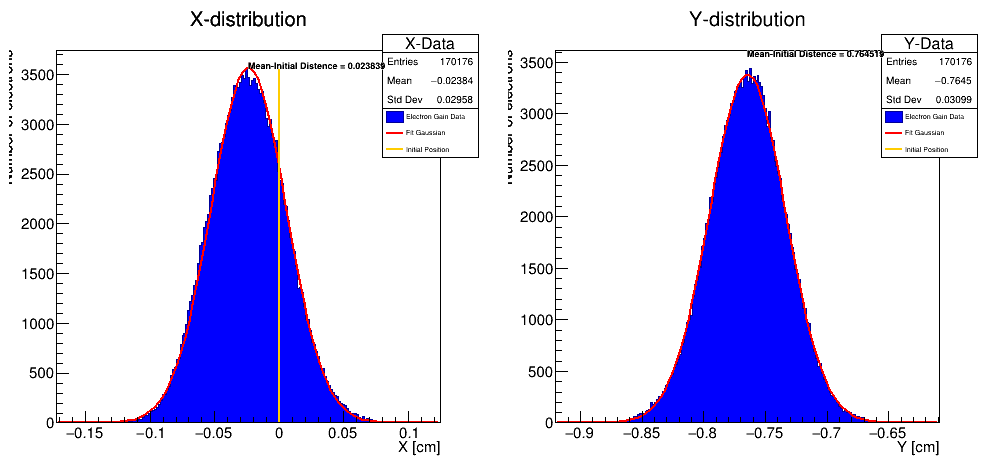 X-distribution
Mean-Initial Distence = 0.023839
X-Data
Entries 170176
Mean −0.02384
Std Dev 0.02958
Electron Gain Data
Fit Gaussian
Initial Position
3500
3000
2500
2000
1500
1000
500
0
−0.15 −0.1 −0.05 0 0.05 0.1
X [cm]
Y-distribution
Mean-Initial Distence = 0.764519
Y-Data
Entries 170176
Mean −0.7645
Std Dev 0.03099
Electron Gain Data
Fit Gaussian
Initial Position
3500
3000
2500
2000
1500
1000
500
0
−0.9 −0.85 −0.8 −0.75 −0.7 −0.65
Y [cm]